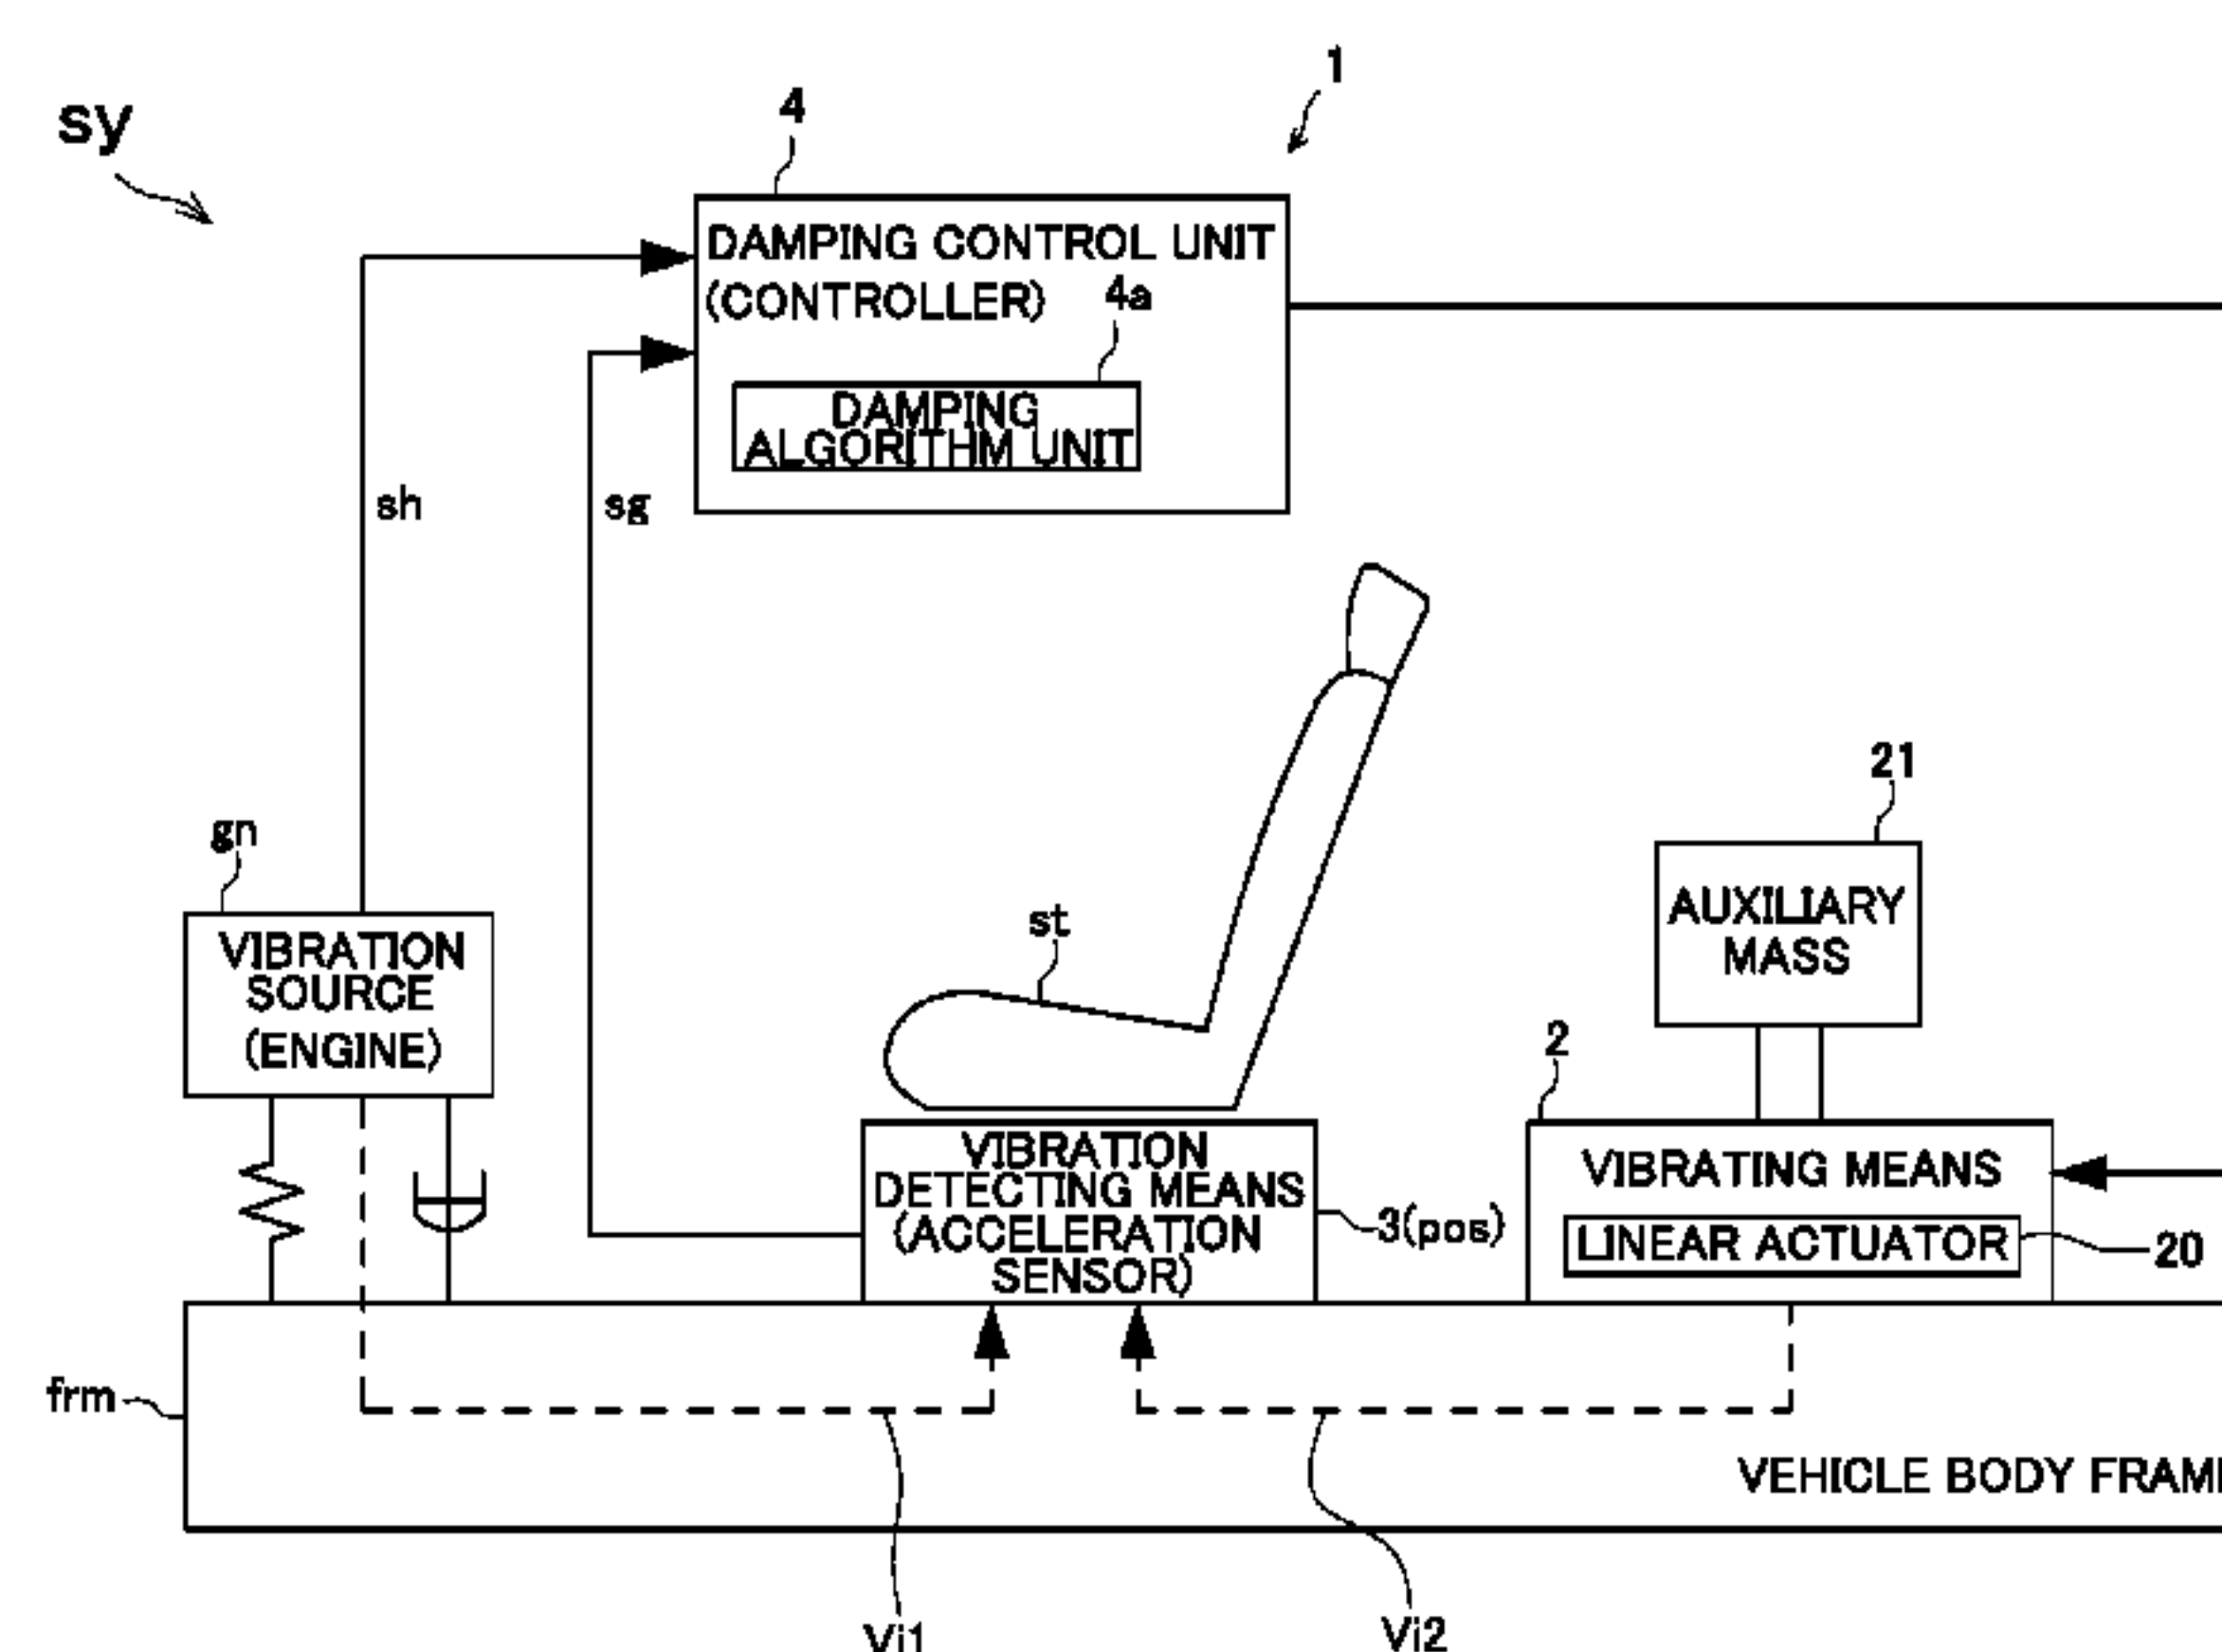 1
sy
4
DAMPING CONTROL UNIT
(CONTROLLER)
4a
DAMPING
ALGORITHM UNIT
sh
sg
21
gn
AUXILIARY
MASS
VIBRATION
SOURCE
(ENGINE)
st
2
VIBRATION
DETECTING MEANS
(ACCELERATION
SENSOR)
3(pos)
VIBRATING MEANS
LINEAR ACTUATOR
20
frm
VEHICLE BODY FRAM
Vi1
Vi2